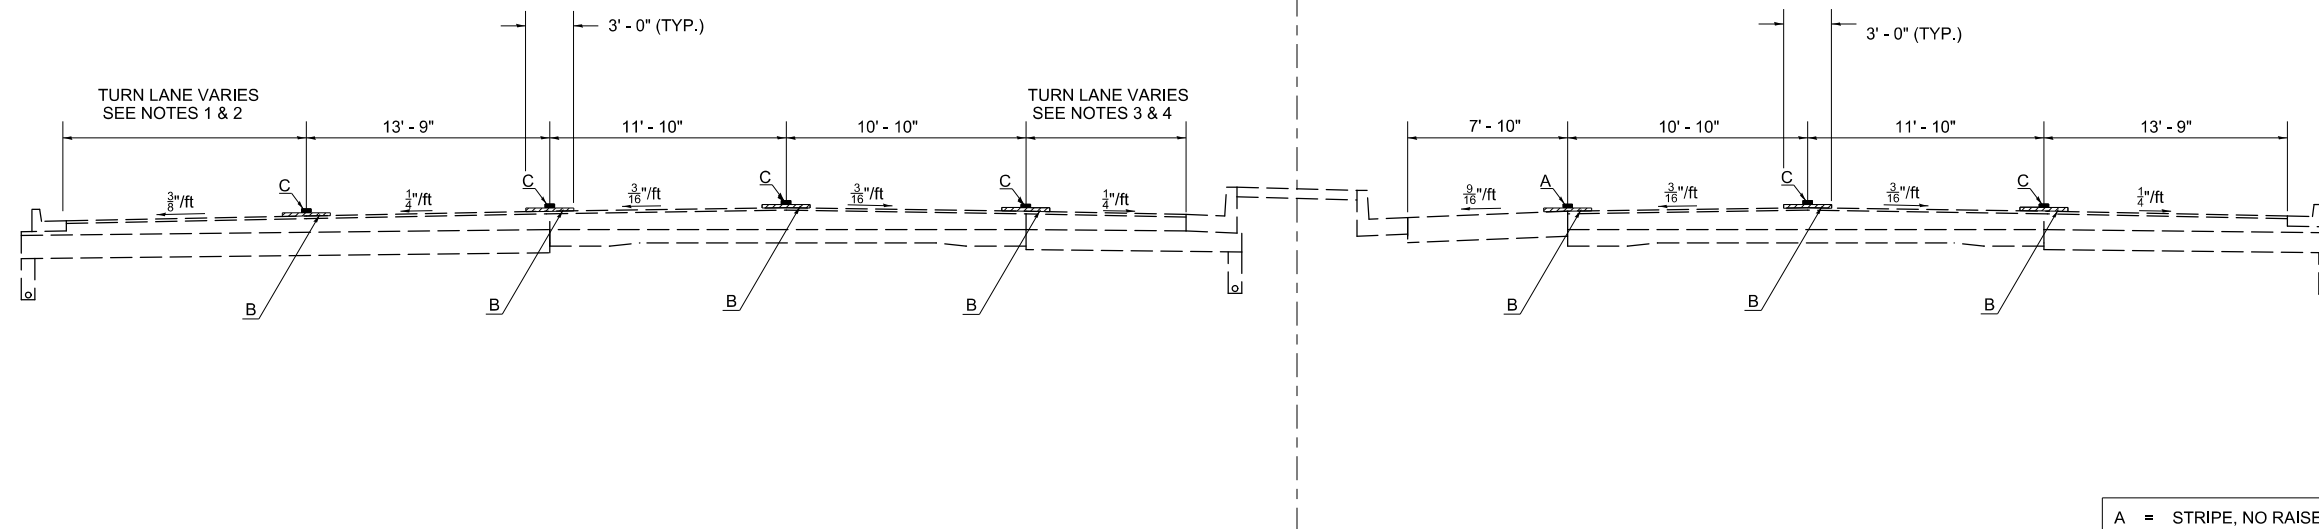 3' - 0" (TYP.)
3' - 0" (TYP.)
TURN LANE VARIES
SEE NOTES 1 & 2
TURN LANE VARIES
SEE NOTES 3 & 4
13' - 9"
11' - 10"
10' - 10"
7' - 10"
10' - 10"
11' - 10"
13' - 9"
3/8"/ft
C
1/4"/ft
C
3/16"/ft
C
3/16"/ft
C
1/4"/ft
9/16"/ft
A
3/16"/ft
C
3/16"/ft
C
1/4"/ft
B
B
B
B
B
B
B
A = STRIPE, NO RAISE